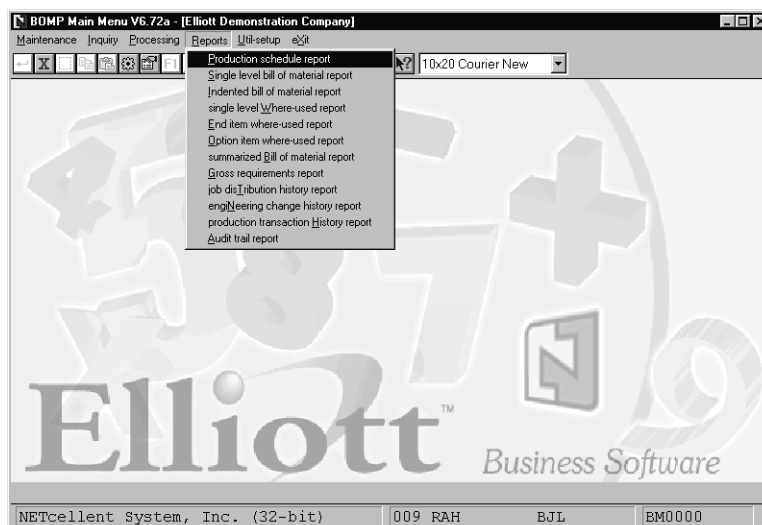 BOMP Main Menu V6.72a - [Elliott Demonstration Company]
Maintenance Inquiry Processing Reports Util-setup eXit
X F1 ? 10x20 Courier New
Production schedule report
Single level bill of material report
Indented bill of material report
single level Where-used report
End item where-used report
Option item where-used report
summarized Bill of material report
Gross requirements report
job disTribution history report
engiNeering change history report
production transaction History report
Audit trail report
Elliott TM
Business Software
NETcellent System, Inc. (32-bit) 009 RAH BJL BM0000